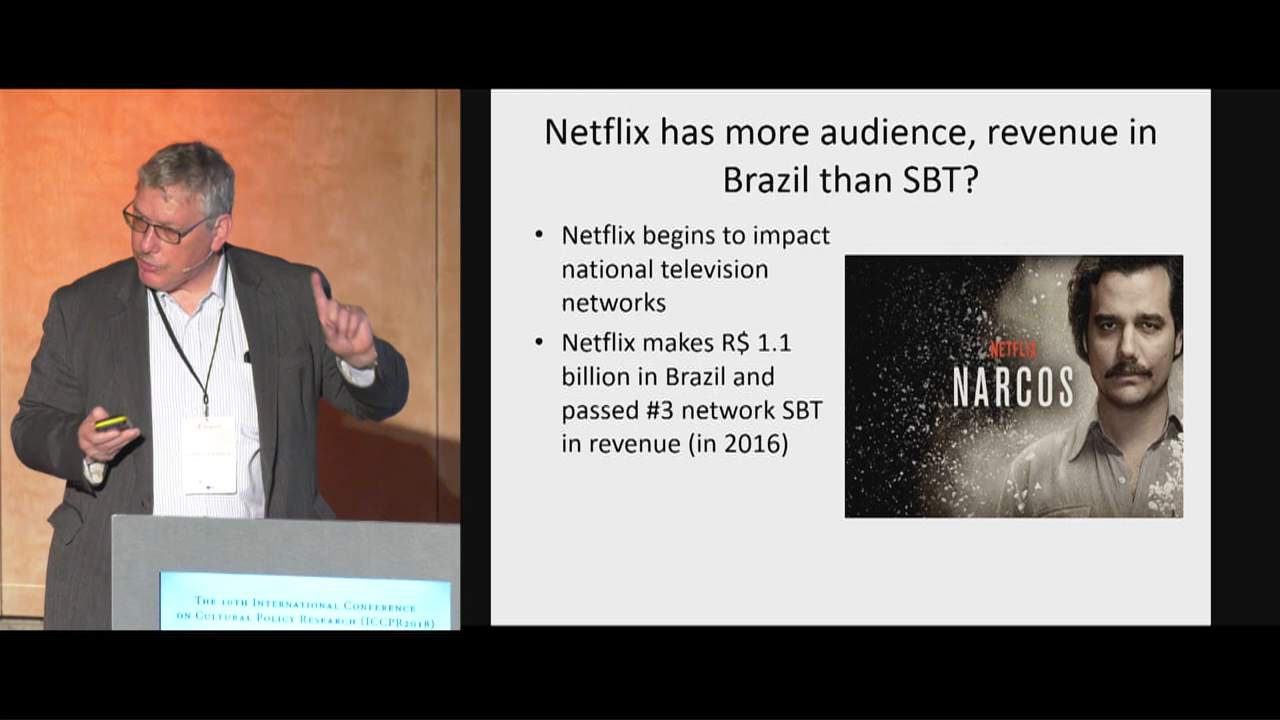 Netflix has more audience, revenue in
Brazil than SBT?
• Netflix begins to impact
national television
networks
• Netflix makes R$ 1.1
billion in Brazil and
passed #3 network SBT
in revenue (in 2016)
NETFLIX
NARCOS
The 10th International Conference
on Cultural Policy Research (ICCPR2018)